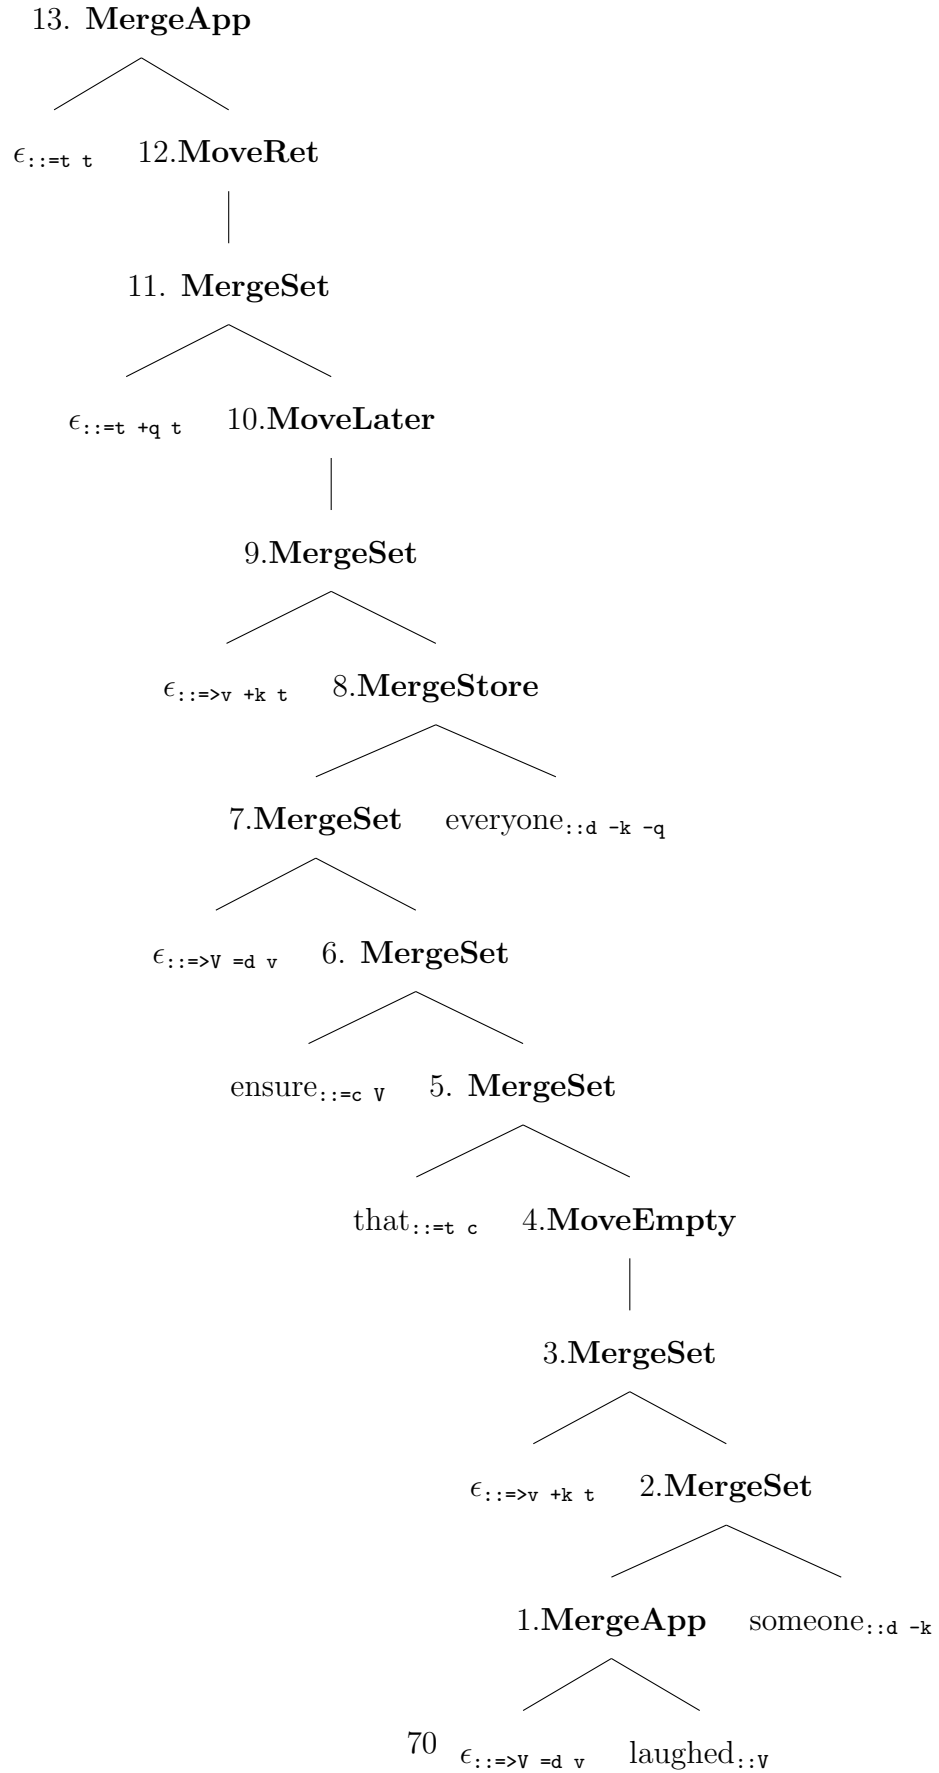 13. MergeApp
ϵ::=t t 12.MoveRet
11. MergeSet
ϵ::=t +q t 10.MoveLater
9.MergeSet
ϵ::=>v +k t 8.MergeStore
7.MergeSet everyone::d -k -q
ϵ::=>V =d v 6. MergeSet
ensure::=c V 5. MergeSet
that::=t c 4.MoveEmpty
3.MergeSet
ϵ::=>v +k t 2.MergeSet
1.MergeApp someone::d -k
70 ϵ::=>V =d v laughed::V